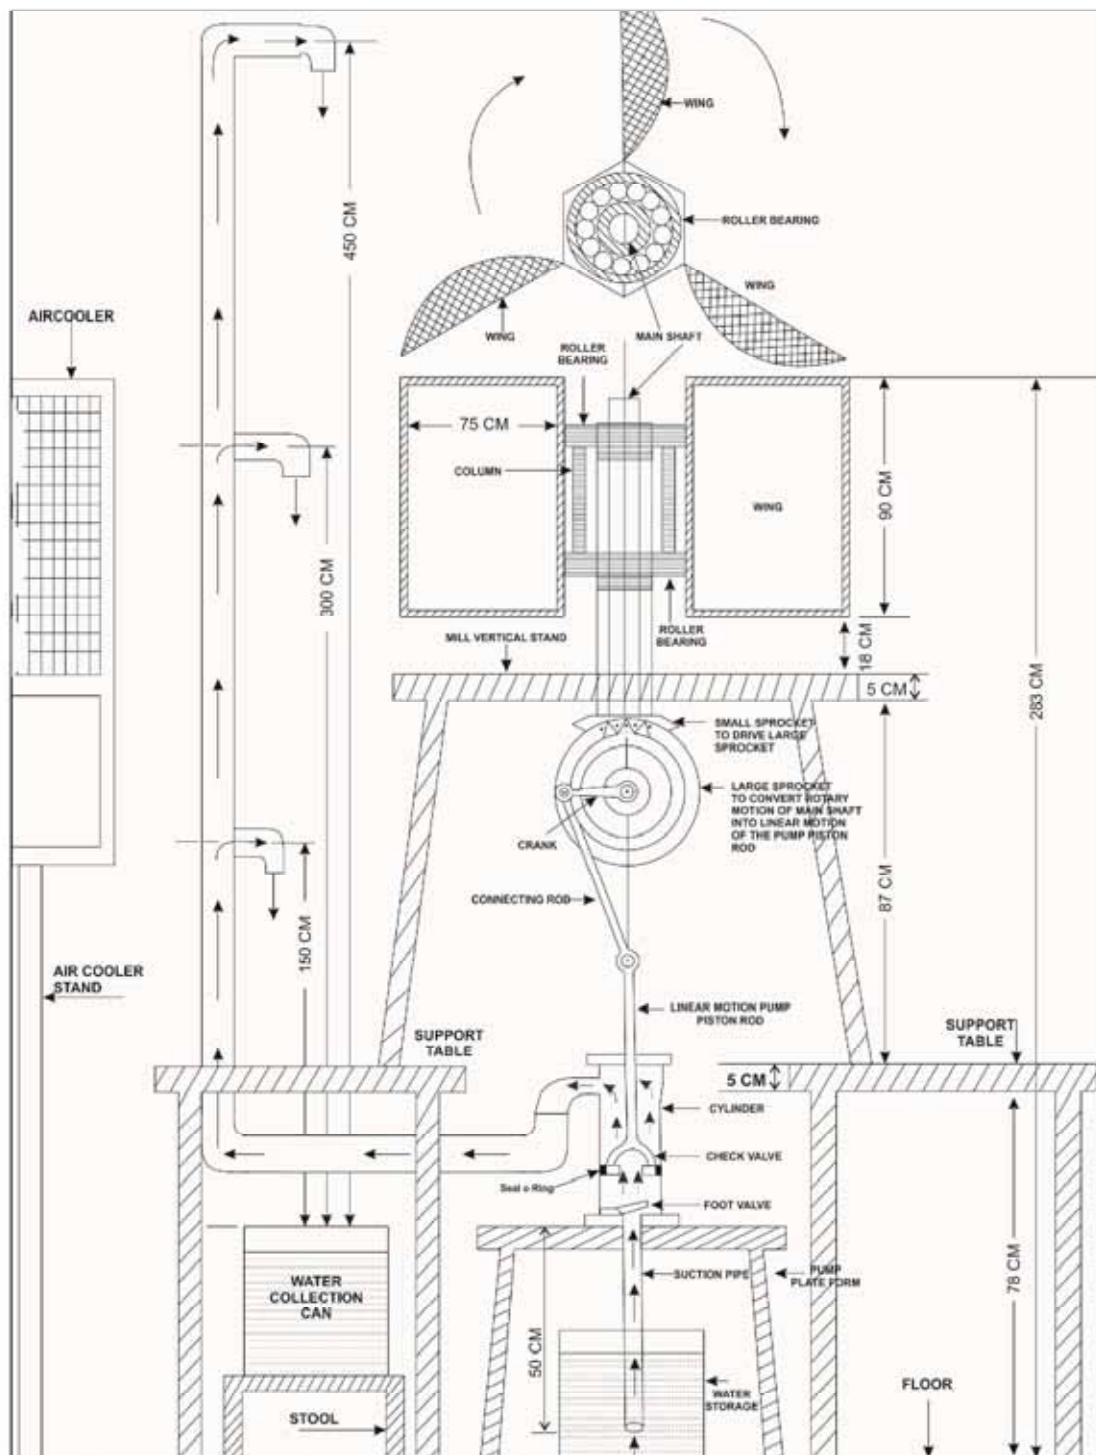 WING
ROLLER BEARING
450 CM
WING
AIRCOOLER
WING
MAIN SHAFT
ROLLER
BEARING
75 CM
COLUMN
WING
90 CM
300 CM
MILL VERTICAL STAND
ROLLER
BEARING
18 CM
5 CM
283 CM
SMALL SPROCKET
TO DRIVE LARGE
SPROCKET
LARGE SPROCKET
TO CONVERT ROTARY
MOTION OF MAIN SHAFT
INTO LINEAR MOTION
OF THE PUMP PISTON
ROD
CRANK
CONNECTING ROD
87 CM
150 CM
AIR COOLER
STAND
LINEAR MOTION PUMP
PISTON ROD
SUPPORT
TABLE
SUPPORT
TABLE
5 CM
CYLINDER
CHECK VALVE
Seal o Ring
FOOT VALVE
78 CM
SUCTION PIPE
PUMP
PLATE FORM
WATER
COLLECTION
CAN
50 CM
WATER
STORAGE
FLOOR
STOOL